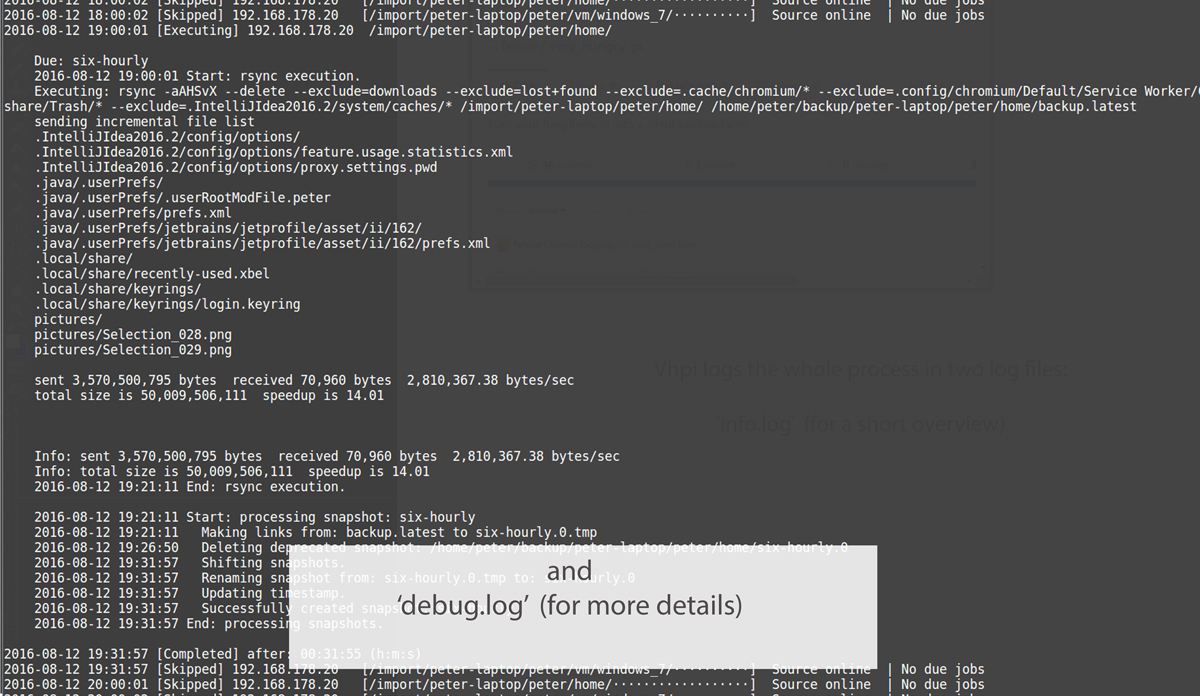 2016-08-12 18:00:02 [Skipped] 192.168.178.20 [/import/peter-laptop/peter/home/··················] Source online | No due jobs
2016-08-12 18:00:02 [Skipped] 192.168.178.20 [/import/peter-laptop/peter/vm/windows_7/··········] Source online | No due jobs
2016-08-12 19:00:01 [Executing] 192.168.178.20 /import/peter-laptop/peter/home/
Due: six-hourly
2016-08-12 19:00:01 Start: rsync execution.
Executing: rsync -aAHSvX --delete --exclude=downloads --exclude=lost+found --exclude=.cache/chromium/* --exclude=.config/chromium/Default/Service Worker/
share/Trash/* --exclude=.IntelliJIdea2016.2/system/caches/* /import/peter-laptop/peter/home/ /home/peter/backup/peter-laptop/peter/home/backup.latest
sending incremental file list
.IntelliJIdea2016.2/config/options/
.IntelliJIdea2016.2/config/options/feature.usage.statistics.xml
.IntelliJIdea2016.2/config/options/proxy.settings.pwd
.java/.userPrefs/
.java/.userPrefs/.userRootModFile.peter
.java/.userPrefs/prefs.xml
.java/.userPrefs/jetbrains/jetprofile/asset/ii/162/
.java/.userPrefs/jetbrains/jetprofile/asset/ii/162/prefs.xml
.local/share/
.local/share/recently-used.xbel
.local/share/keyrings/
.local/share/keyrings/login.keyring
pictures/
pictures/Selection_028.png
pictures/Selection_029.png
Vhpi logs the whole process in two log files:
sent 3,570,500,795 bytes received 70,960 bytes 2,810,367.38 bytes/sec
total size is 50,009,506,111 speedup is 14.01
'info.log' (for a short overview)
Info: sent 3,570,500,795 bytes received 70,960 bytes 2,810,367.38 bytes/sec
Info: total size is 50,009,506,111 speedup is 14.01
2016-08-12 19:21:11 End: rsync execution.
2016-08-12 19:21:11 Start: processing snapshot: six-hourly
2016-08-12 19:21:11 Making links from: backup.latest to six-hourly.0.tmp
2016-08-12 19:26:50 Deleting deprecated snapshot: /home/peter/backup/peter-laptop/peter/home/six-hourly.0
2016-08-12 19:31:57 Shifting snapshots.
2016-08-12 19:31:57 Renaming snapshot from: six-hourly.0.tmp to: six-hourly.0
2016-08-12 19:31:57 Updating timestamp.
2016-08-12 19:31:57 Successfully created
2016-08-12 19:31:57 End: processing snapshots.
and
‘debug.log’ (for more details)
2016-08-12 19:31:57 [Completed] after: 00:31:55 (h:m:s)
2016-08-12 19:31:57 [Skipped] 192.168.178.20 [/import/peter-laptop/peter/vm/windows_7/··········] Source online | No due jobs
2016-08-12 20:00:01 [Skipped] 192.168.178.20 [/import/peter-laptop/peter/home/··················] Source online | No due jobs